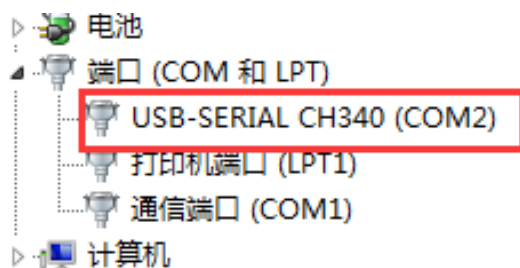 电池
端口 (COM 和 LPT)
USB-SERIAL CH340 (COM2)
打印机端口 (LPT1)
通信端口 (COM1)
计算机